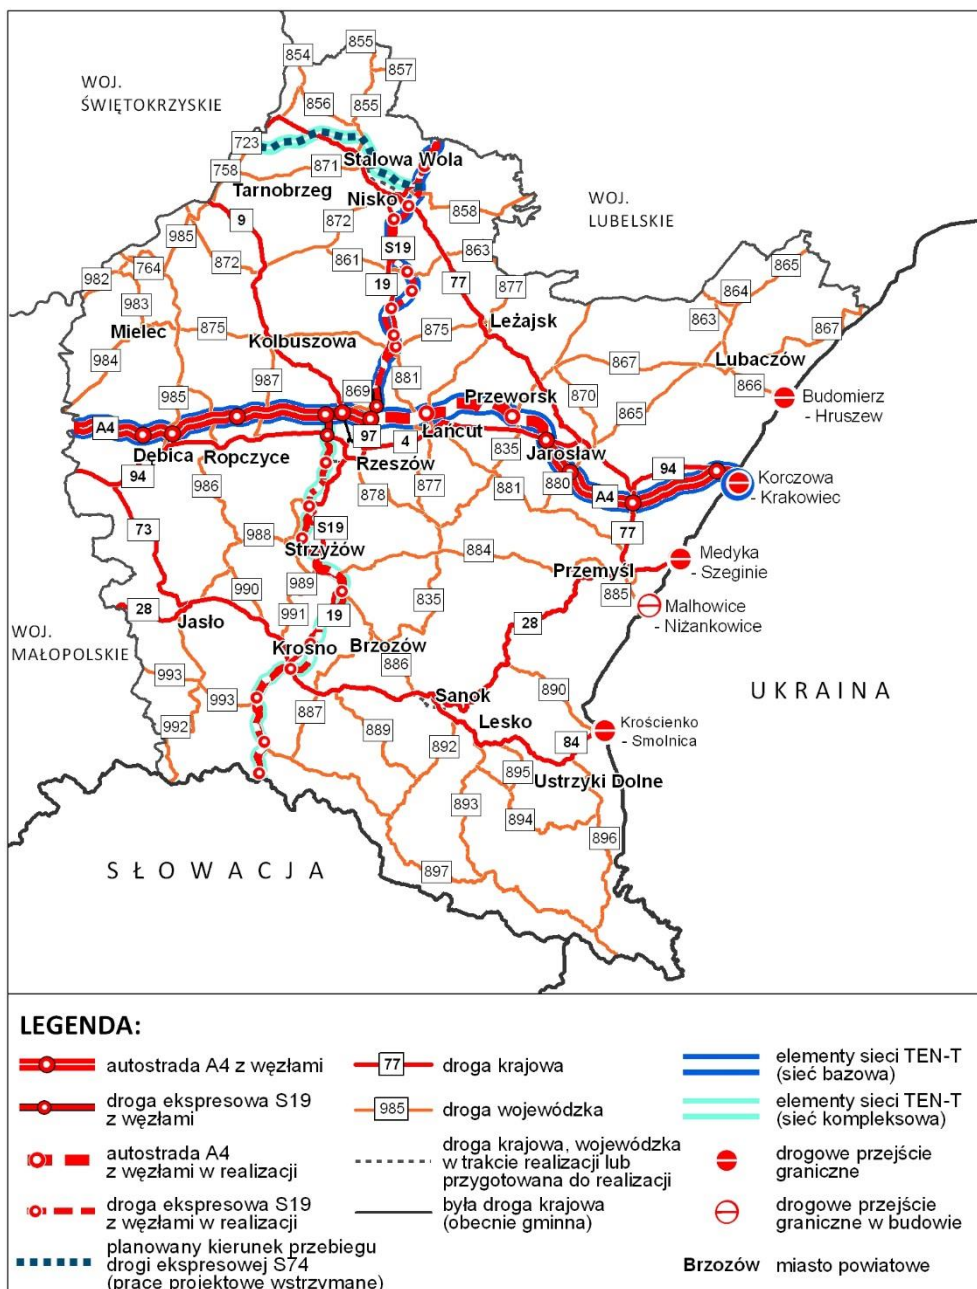 855
854
857
WOJ.
ŚWIĘTOKRZYSKIE
856
855
723
Stalowa Wola
758
871
Tarnobrzeg
Nisko
WOJ.
LUBELSKIE
9
872
858
985
S19
863
865
872
861
982
764
19
77
877
864
983
863
Mielec
875
875
Leżajsk
867
Kolbuszowa
984
867
Lubaczów
987
869
881
866
985
Przeworsk
870
Budomierz
- Hruszew
A4
865
97
4
Łańcut
Dębica
Ropczyce
Rzeszów
835
Jarosław
94
94
986
878
877
881
880
A4
Korczowa
- Krakowiec
73
S19
77
988
Strzyżów
884
Medyka
- Szeginie
Przemyśl
989
990
885
835
28
991
19
28
Malhowice
- Niżankowice
Jasło
WOJ.
MAŁOPOLSKIE
Krosno
Brzozów
886
993
993
Sanok
890
UKRAINA
992
887
889
Lesko
Krościenko
- Smolnica
892
84
895
Ustrzyki Dolne
893
894
896
SŁOWACJA
897
LEGENDA:
autostrada A4 z węzłami
droga ekspresowa S19
z węzłami
autostrada A4
z węzłami w realizacji
droga ekspresowa S19
z węzłami w realizacji
planowany kierunek przebiegu
drogi ekspresowej S74
(prace projektowe wstrzymane)
77
droga krajowa
985
droga wojewódzka
droga krajowa, wojewódzka
w trakcie realizacji lub
przygotowana do realizacji
była droga krajowa
(obecnie gminna)
elementy sieci TEN-T
(sieć bazowa)
elementy sieci TEN-T
(sieć kompleksowa)
drogowe przejście
graniczne
drogowe przejście
graniczne w budowie
Brzozów
miasto powiatowe